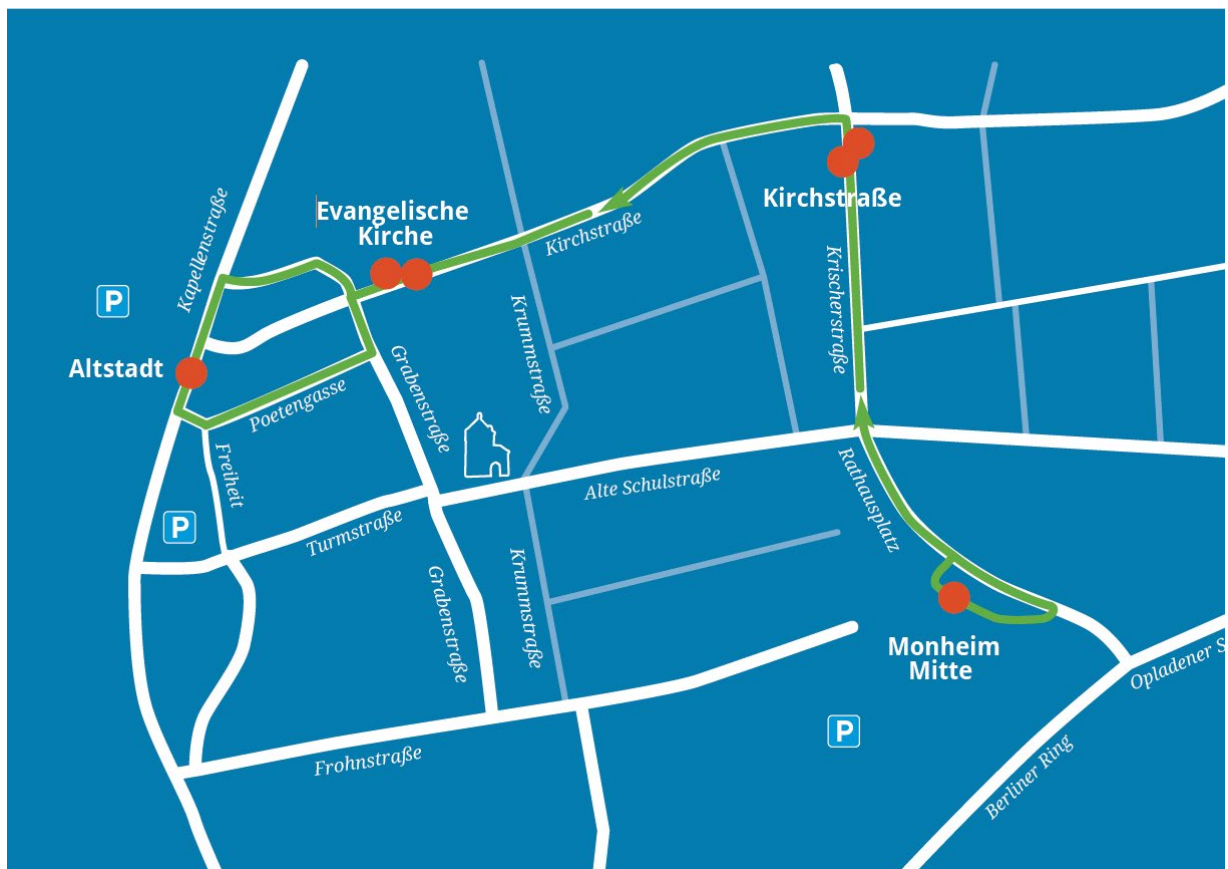 Kapellenstraße
Evangelische
Kirche
Kirchstraße
Kirchstraße
P
Krummstraße
Krischerstraße
Altstadt
Poetengasse
Grabenstraße
Freiheit
Alte Schulstraße
Rathausplatz
P
Turmstraße
Grabenstraße
Krummstraße
Monheim
Mitte
Opladener S
P
Frohnstraße
Berliner Ring